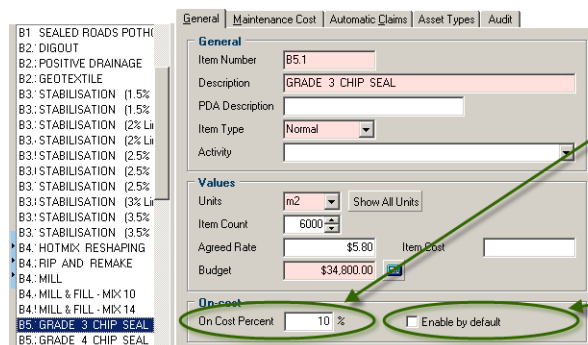 B1 SEALED ROADS POTH
B2. DIGOUT
B2. POSITIVE DRAINAGE
B2. GEOTEXTILE
B3. STABILISATION (1.5%
B3. STABILISATION (1.5%
B3. STABILISATION (2% Li
B3. STABILISATION (2% Li
B3. STABILISATION (2.5%
B3. STABILISATION (2.5%
B3. STABILISATION (2.5%
B3. STABILISATION (3% Li
B3. STABILISATION (3.5%
B3. STABILISATION (3.5%
B4. HOTMIX RESHAPING
B4. RIP AND REMAKE
B4. MILL
B4. MILL & FILL - MIX 10
B4. MILL & FILL - MIX 14
B5. GRADE 3 CHIP SEAL
B5. GRADE 4 CHIP SEAL
General Maintenance Cost Automatic Claims Asset Types Audit
General
Item Number B5.1
Description GRADE 3 CHIP SEAL
PDA Description
Item Type Normal
Activity
Values
Units m2 Show All Units
Item Count 6000
Agreed Rate $5.80 Item Cost
Budget $34,800.00
On-cost
On Cost Percent 10 % Enable by default